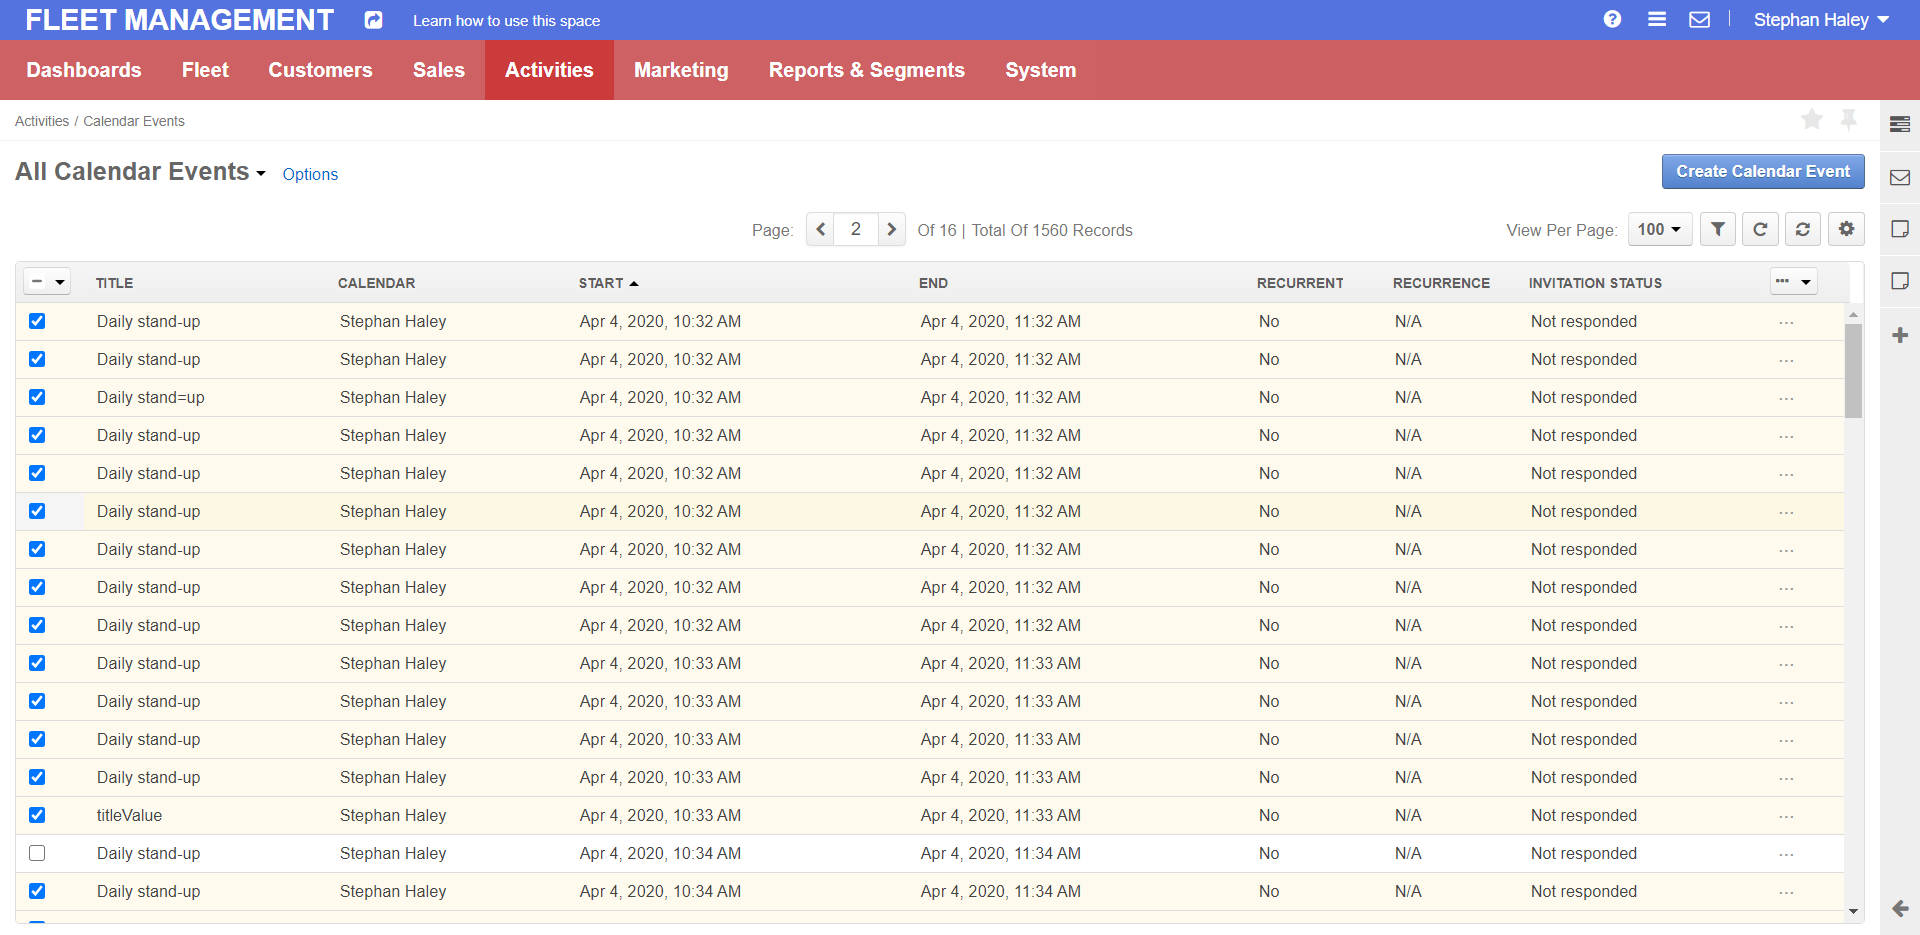 FLEET MANAGEMENT Learn how to use this space Stephan Haley
Dashboards Fleet Customers Sales Activities Marketing Reports & Segments System
Activities / Calendar Events
All Calendar Events Options Create Calendar Event
Page: 2 Of 16 | Total Of 1560 Records View Per Page: 100
TITLE CALENDAR START END RECURRENT RECURRENCE INVITATION STATUS
Daily stand-up Stephan Haley Apr 4, 2020, 10:32 AM Apr 4, 2020, 11:32 AM No N/A Not responded ...
Daily stand-up Stephan Haley Apr 4, 2020, 10:32 AM Apr 4, 2020, 11:32 AM No N/A Not responded ...
Daily stand=up Stephan Haley Apr 4, 2020, 10:32 AM Apr 4, 2020, 11:32 AM No N/A Not responded ...
Daily stand-up Stephan Haley Apr 4, 2020, 10:32 AM Apr 4, 2020, 11:32 AM No N/A Not responded ...
Daily stand-up Stephan Haley Apr 4, 2020, 10:32 AM Apr 4, 2020, 11:32 AM No N/A Not responded ...
Daily stand-up Stephan Haley Apr 4, 2020, 10:32 AM Apr 4, 2020, 11:32 AM No N/A Not responded ...
Daily stand-up Stephan Haley Apr 4, 2020, 10:32 AM Apr 4, 2020, 11:32 AM No N/A Not responded ...
Daily stand-up Stephan Haley Apr 4, 2020, 10:32 AM Apr 4, 2020, 11:32 AM No N/A Not responded ...
Daily stand-up Stephan Haley Apr 4, 2020, 10:32 AM Apr 4, 2020, 11:32 AM No N/A Not responded ...
Daily stand-up Stephan Haley Apr 4, 2020, 10:33 AM Apr 4, 2020, 11:33 AM No N/A Not responded ...
Daily stand-up Stephan Haley Apr 4, 2020, 10:33 AM Apr 4, 2020, 11:33 AM No N/A Not responded ...
Daily stand-up Stephan Haley Apr 4, 2020, 10:33 AM Apr 4, 2020, 11:33 AM No N/A Not responded ...
Daily stand-up Stephan Haley Apr 4, 2020, 10:33 AM Apr 4, 2020, 11:33 AM No N/A Not responded ...
titleValue Stephan Haley Apr 4, 2020, 10:33 AM Apr 4, 2020, 11:33 AM No N/A Not responded ...
Daily stand-up Stephan Haley Apr 4, 2020, 10:34 AM Apr 4, 2020, 11:34 AM No N/A Not responded ...
Daily stand-up Stephan Haley Apr 4, 2020, 10:34 AM Apr 4, 2020, 11:34 AM No N/A Not responded ...